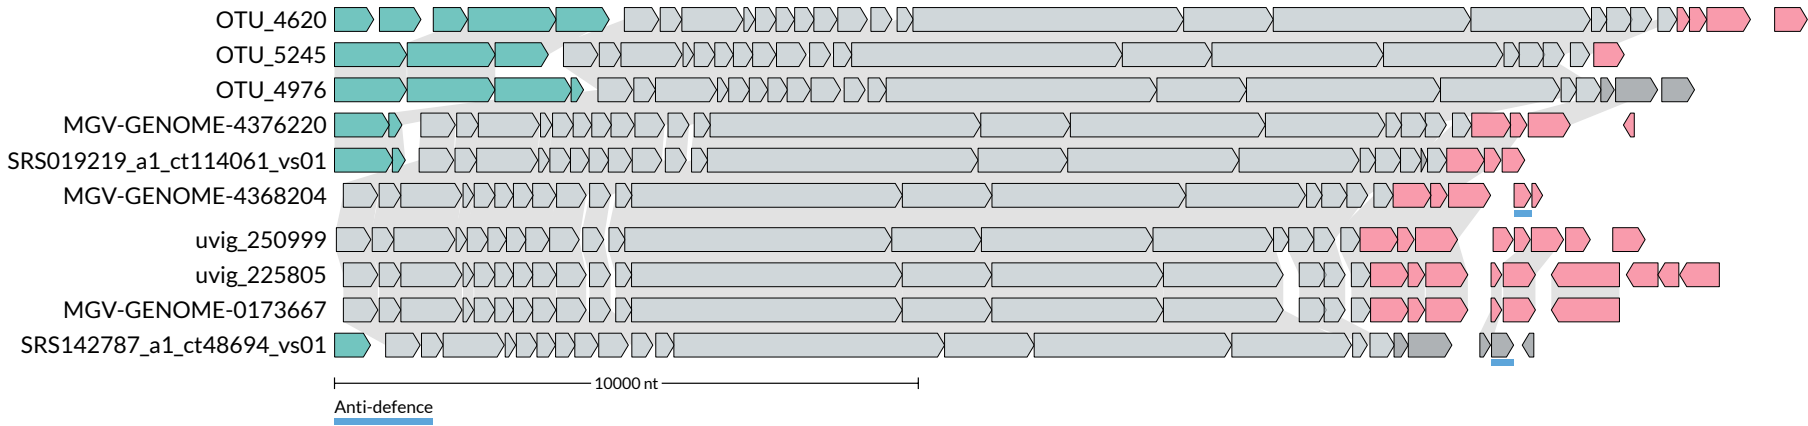 OTU_4620
OTU_5245
OTU_4976
MGV-GENOME-4376220
SRS019219_a1_ct114061_vs01
MGV-GENOME-4368204
uvig_250999
uvig_225805
MGV-GENOME-0173667
SRS142787_a1_ct48694_vs01
10000 nt
Anti-defence